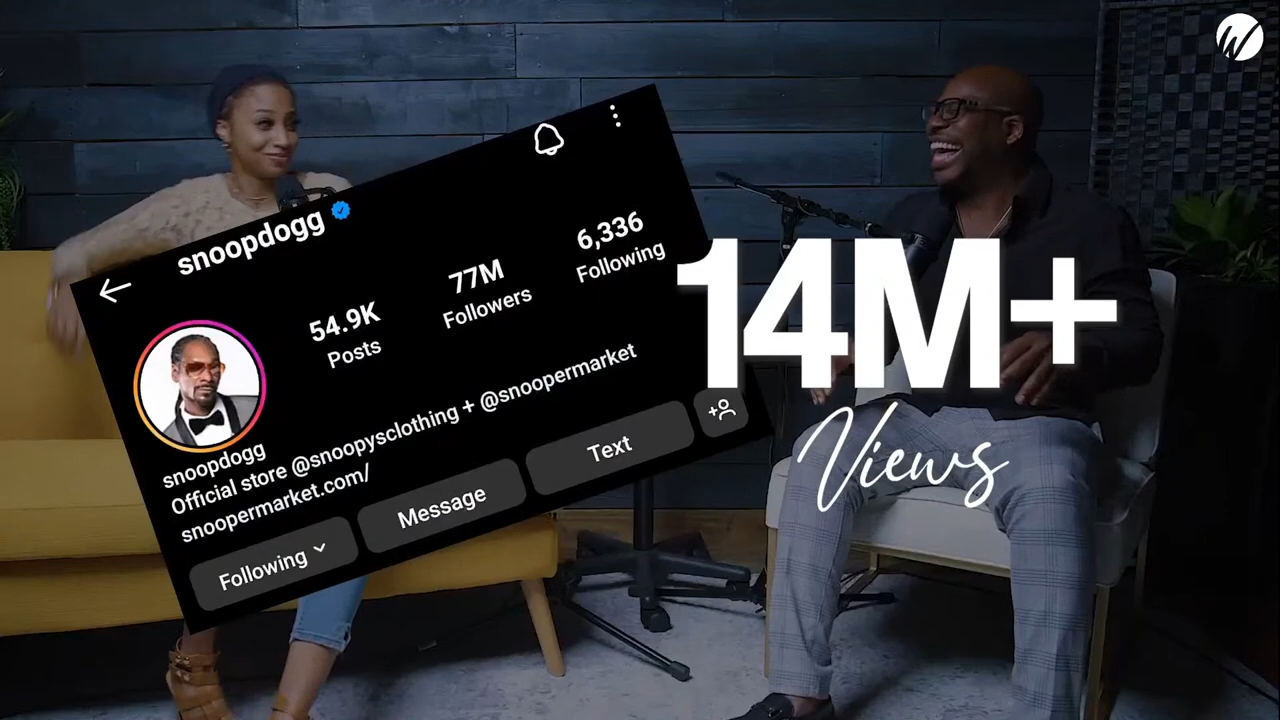 snoopdogg
54.9K
Posts
77M
Followers
6,336
Following
snoopdogg
Official store @snoopysclothing + @snoopermarket
snoopermarket.com/
Following
Message
Text
14M+
Views
W